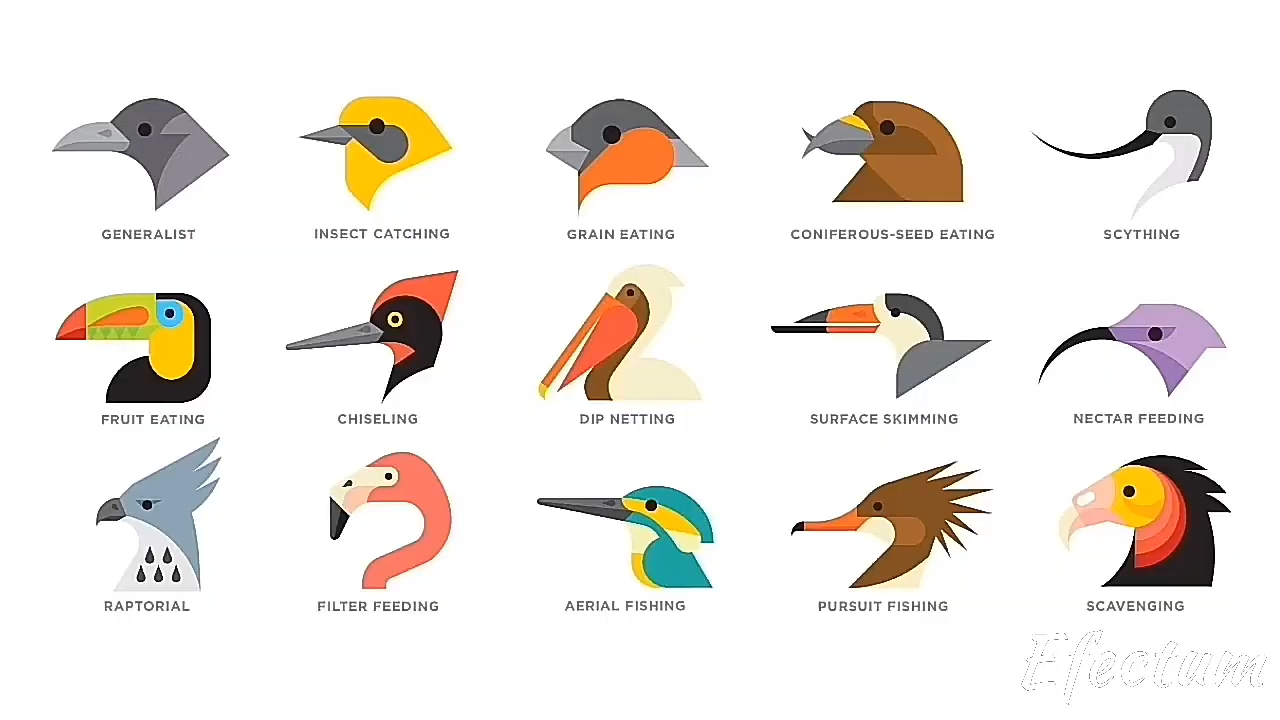 GENERALIST
INSECT CATCHING
GRAIN EATING
CONIFEROUS-SEED EATING
SCYTHING
FRUIT EATING
CHISELING
DIP NETTING
SURFACE SKIMMING
NECTAR FEEDING
RAPTORIAL
FILTER FEEDING
AERIAL FISHING
PURSUIT FISHING
SCAVENGING
Efectum